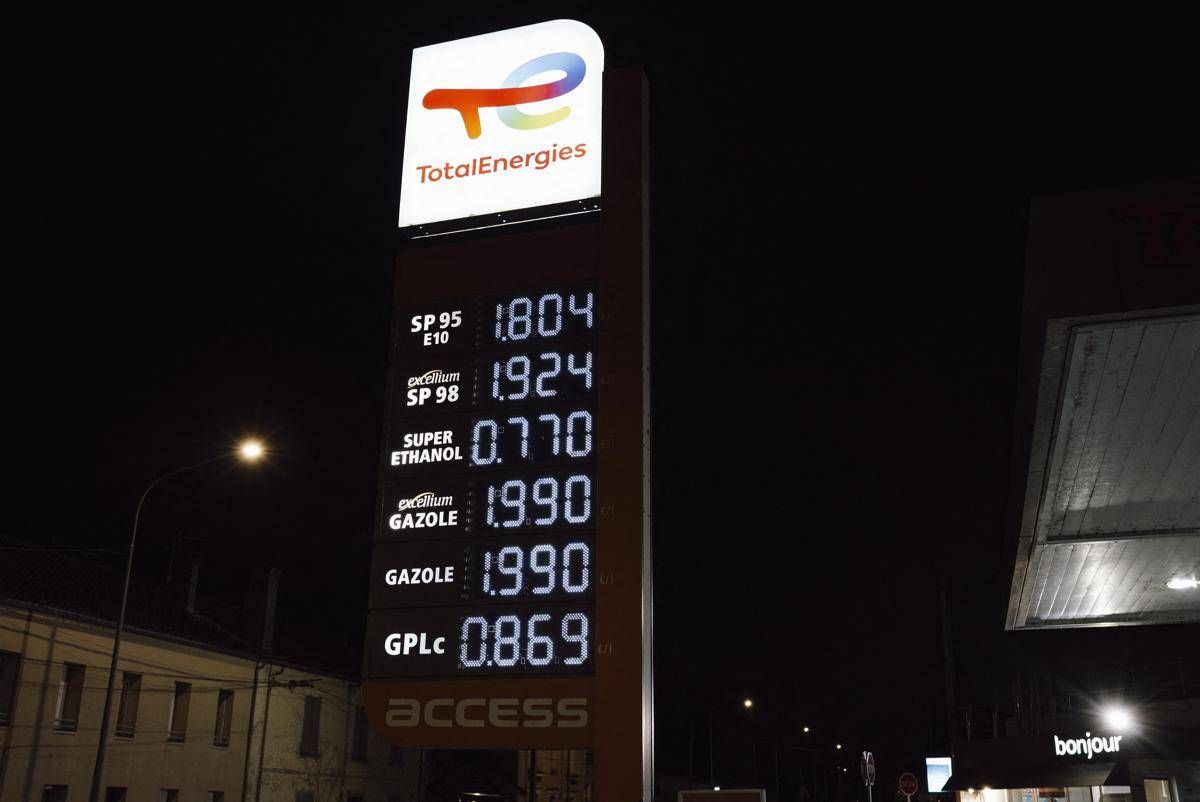 TotalEnergies
SP 95 1.804
E10
excellium
SP 98 1.924
SUPER
ETHANOL 0.770
excellium
GAZOLE 1.990
GAZOLE 1.990
GPLc 0.869
access
bonjour